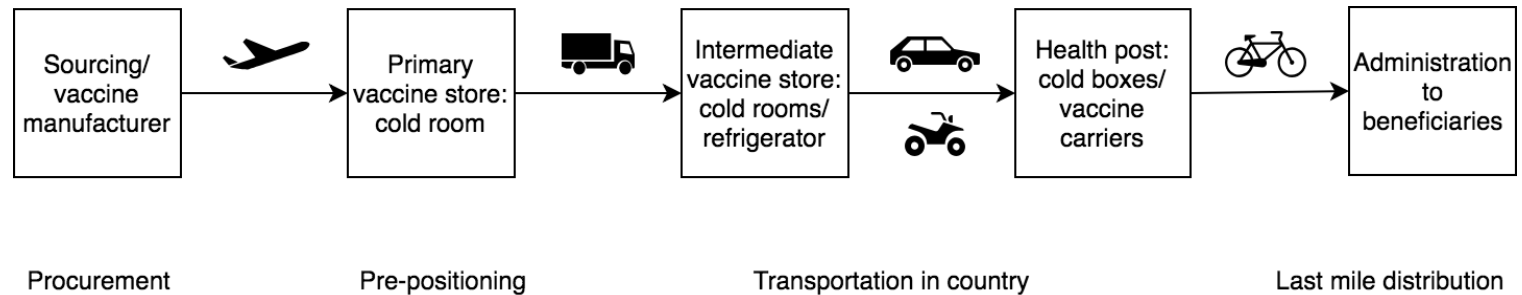 Sourcing/
vaccine
manufacturer
Primary
vaccine store:
cold room
Intermediate
vaccine store:
cold rooms/
refrigerator
Health post:
cold boxes/
vaccine
carriers
Administration
to
beneficiaries
Procurement
Pre-positioning
Transportation in country
Last mile distribution